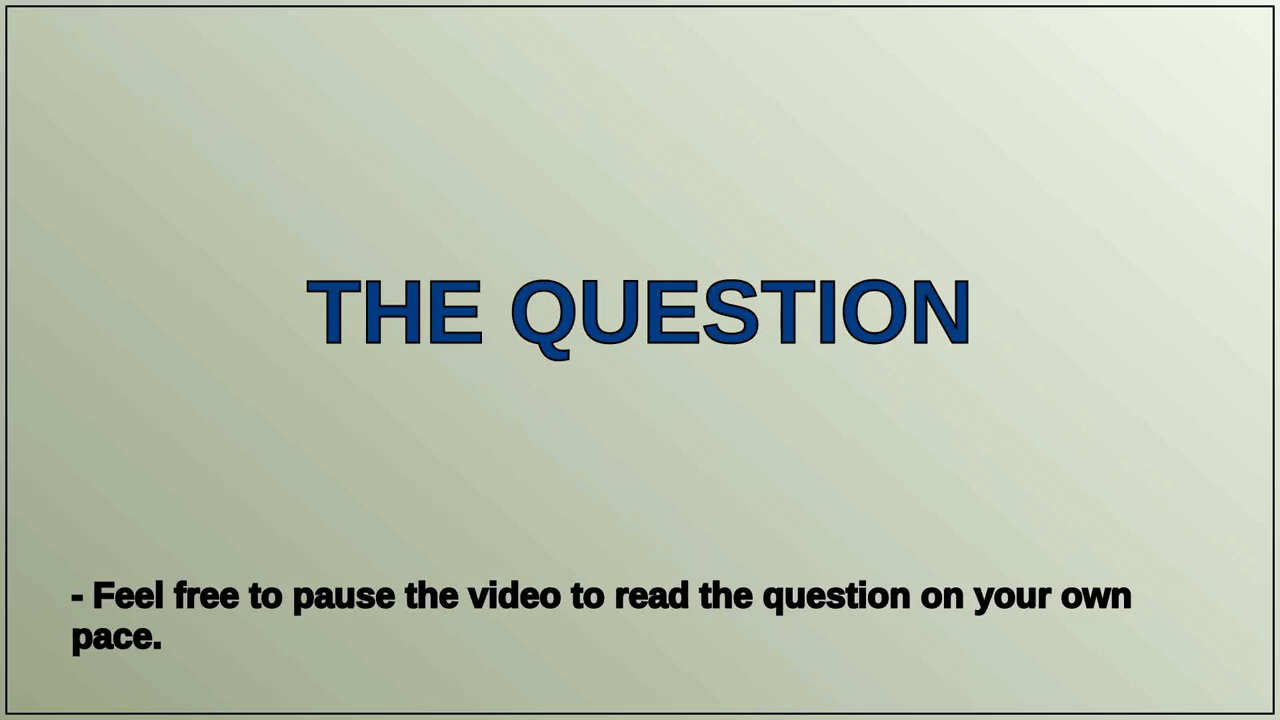 THE QUESTION
- Feel free to pause the video to read the question on your own
pace.